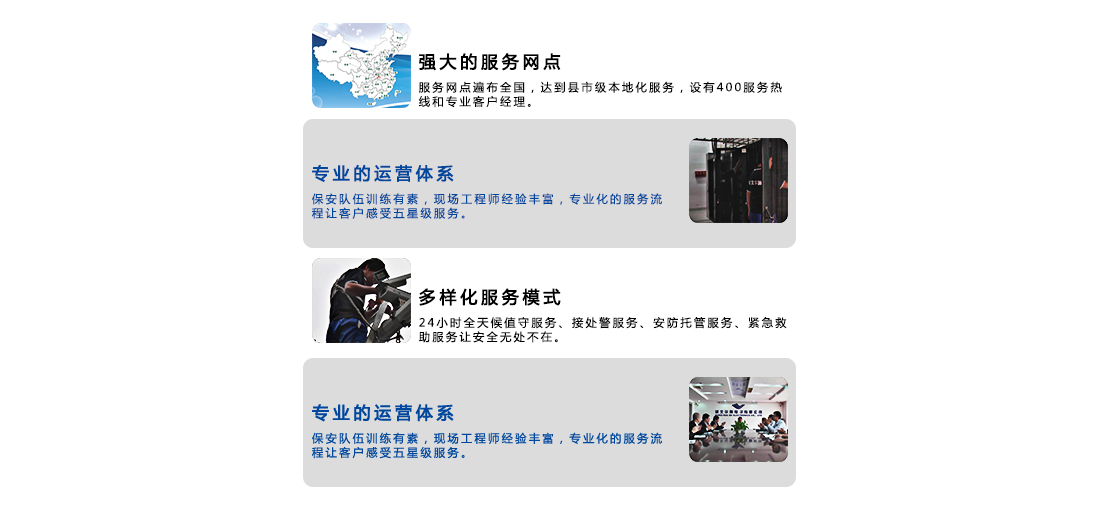 强大的服务网点
服务网点遍布全国，达到县市级本地化服务，设有400服务热
线和专业客户经理。
专业的运营体系
保安队伍训练有素，现场工程师经验丰富，专业化的服务流
程让客户感受五星级服务。
多样化服务模式
24小时全天候值守服务、接处警服务、安防托管服务、紧急救
助服务让安全无处不在。
专业的运营体系
保安队伍训练有素，现场工程师经验丰富，专业化的服务流
程让客户感受五星级服务。